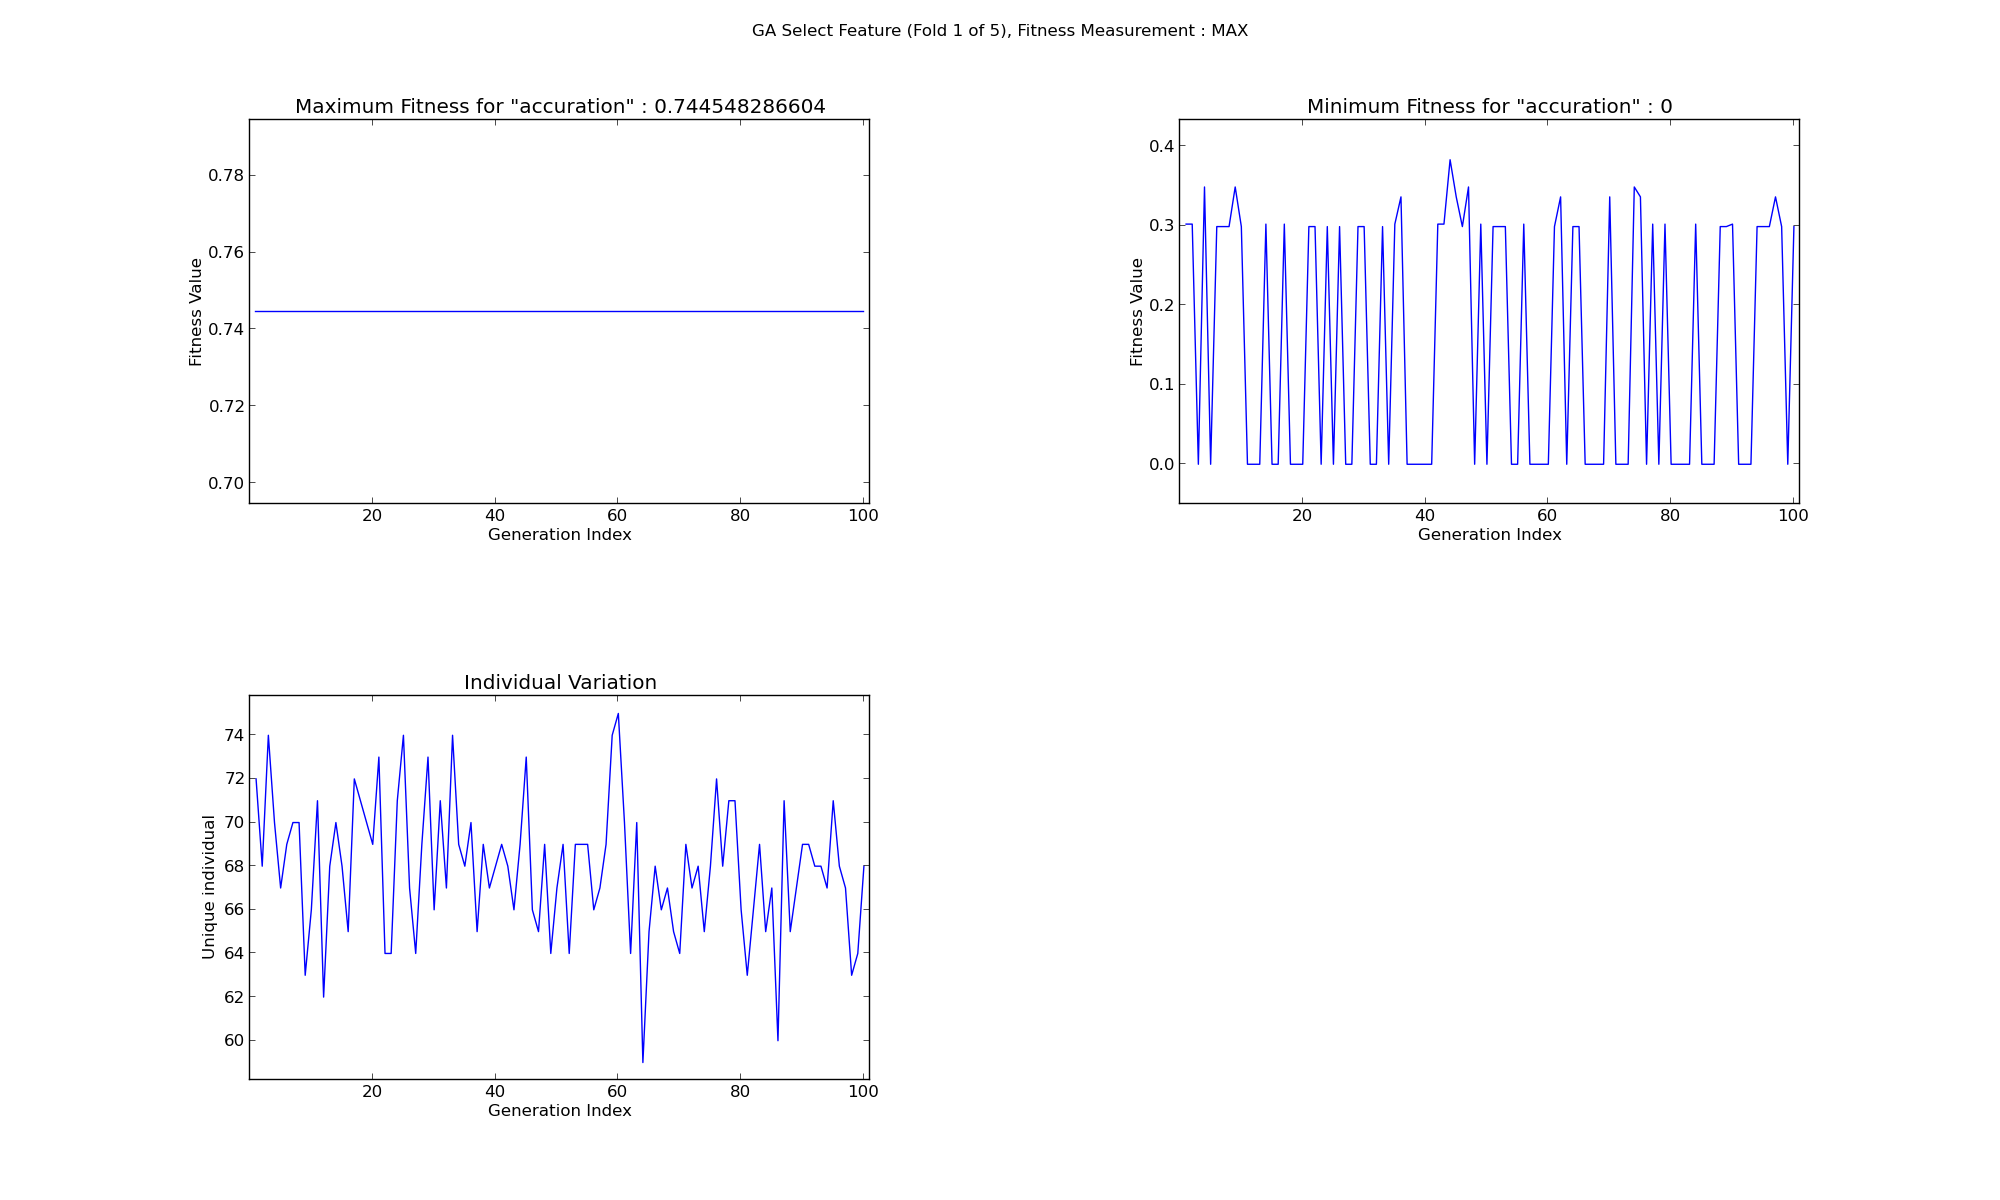 GA Select Feature (Fold 1 of 5), Fitness Measurement : MAX
Maximum Fitness for "accuration" : 0.744548286604
0.78
0.76
0.74
0.72
0.70
Fitness Value
20 40 60 80 100
Generation Index
Minimum Fitness for "accuration" : 0
0.4
0.3
0.2
0.1
0.0
Fitness Value
20 40 60 80 100
Generation Index
Individual Variation
74
72
70
68
66
64
62
60
Unique individual
20 40 60 80 100
Generation Index